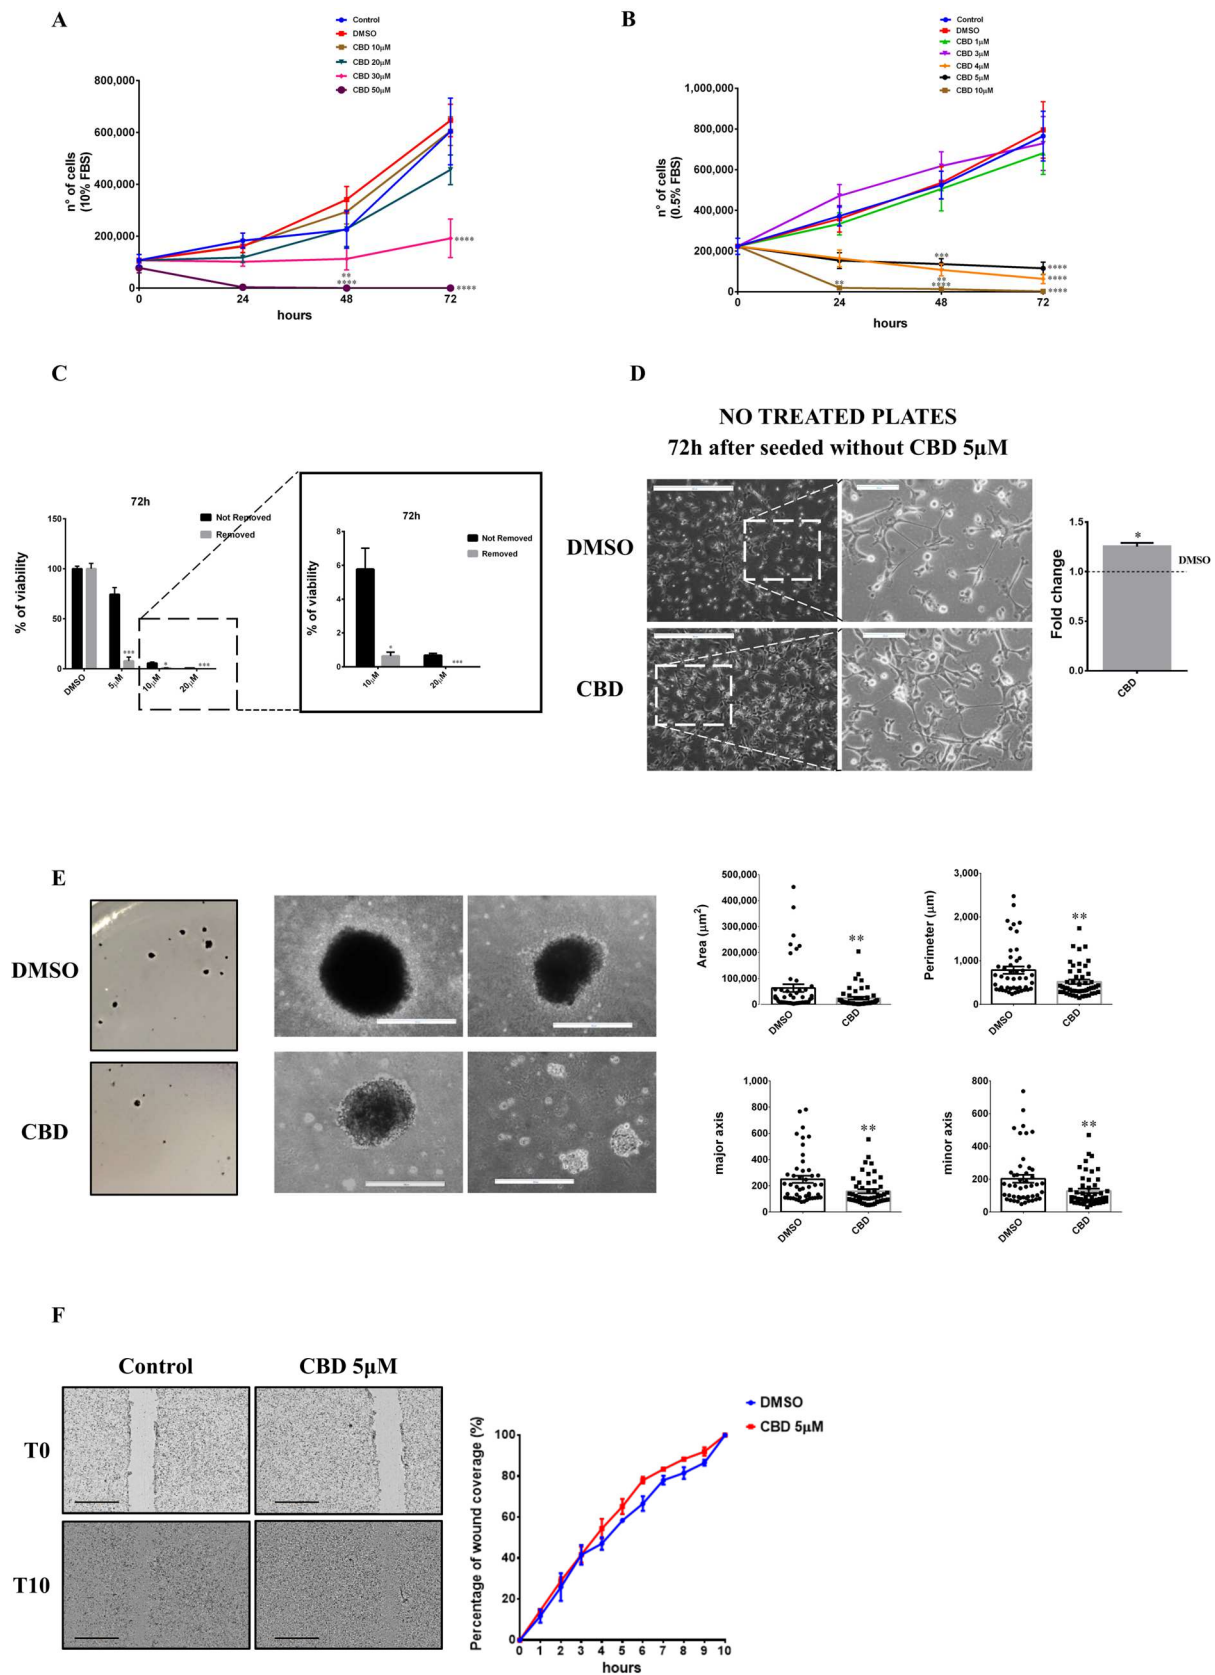 A
Control
DMSO
CBD 10µM
CBD 20µM
CBD 30µM
CBD 50µM
n° of cells
(10% FBS)
800,000
600,000
400,000
200,000
0
**
****
****
****
0 24 48 72
hours
B
Control
DMSO
CBD 1µM
CBD 3µM
CBD 4µM
CBD 5µM
CBD 10µM
n° of cells
(0.5% FBS)
1,000,000
800,000
600,000
400,000
200,000
0
**
***
**
****
****
****
****
0 24 48 72
hours
C
72h
Not Removed
Removed
% of viability
150
100
50
0
***
*
***
DMSO
5µM
10µM
20µM
72h
Not Removed
Removed
% of viability
8
6
4
2
0
*
***
10µM
20µM
D
NO TREATED PLATES
72h after seeded without CBD 5µM
DMSO
CBD
Fold change
1.5
1.0
0.5
0.0
*
DMSO
CBD
E
DMSO
CBD
Area (µm²)
500,000
400,000
300,000
200,000
100,000
0
**
DMSO
CBD
Perimeter (µm)
3,000
2,000
1,000
0
**
DMSO
CBD
major axis
1,000
800
600
400
200
0
**
DMSO
CBD
minor axis
800
600
400
200
0
**
DMSO
CBD
F
Control CBD 5µM
T0
T10
DMSO
CBD 5µM
Percentage of wound coverage (%)
100
80
60
40
20
0
0 1 2 3 4 5 6 7 8 9 10
hours